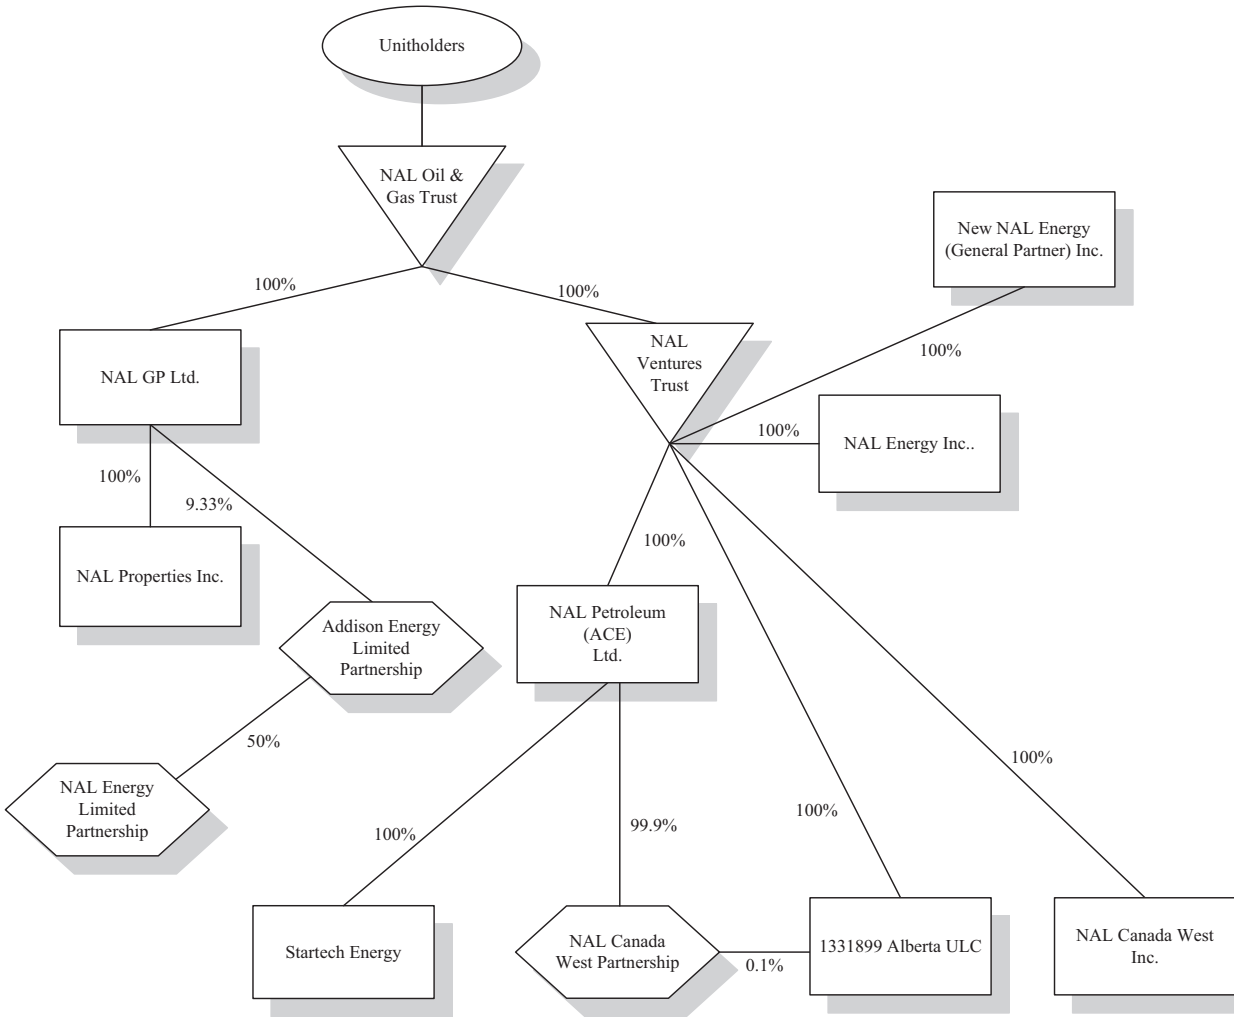 Unitholders
NAL Oil &
Gas Trust
New NAL Energy
(General Partner) Inc.
100%
100%
NAL
Ventures
Trust
100%
NAL GP Ltd.
100%
NAL Energy Inc..
100%
9.33%
100%
NAL Properties Inc.
Addison Energy
Limited
Partnership
NAL Petroleum
(ACE)
Ltd.
50%
100%
NAL Energy
Limited
Partnership
100%
99.9%
100%
Startech Energy
NAL Canada
West Partnership
0.1%
1331899 Alberta ULC
NAL Canada West
Inc.